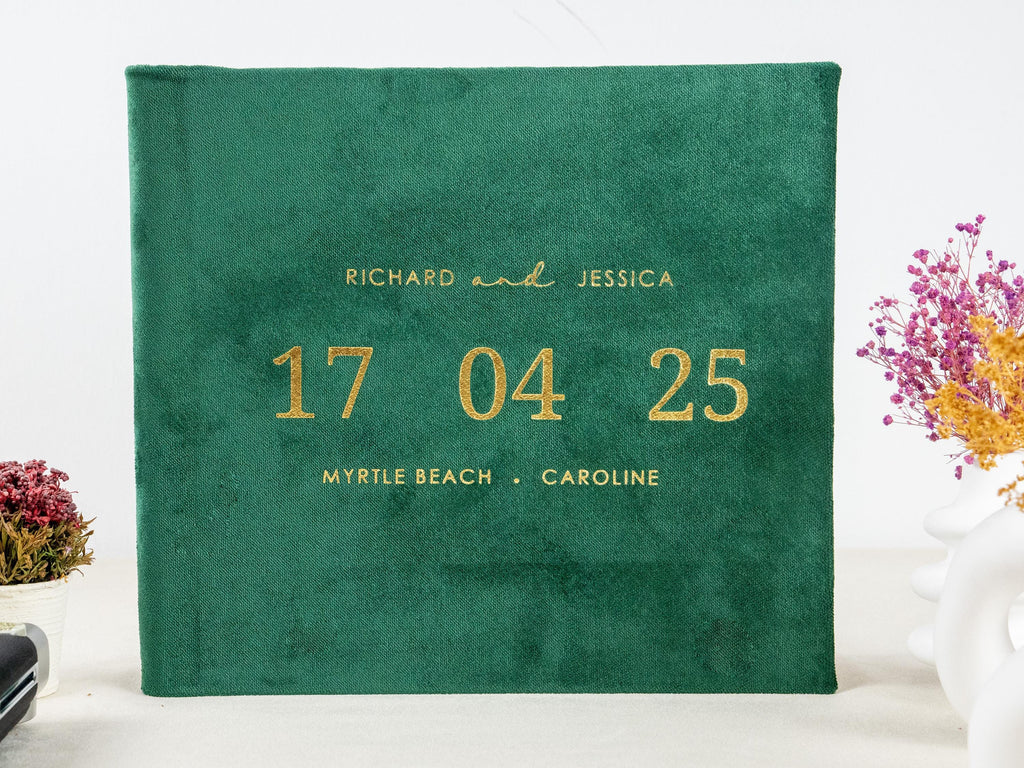 RICHARD and JESSICA
17 04 25
MYRTLE BEACH . CAROLINE